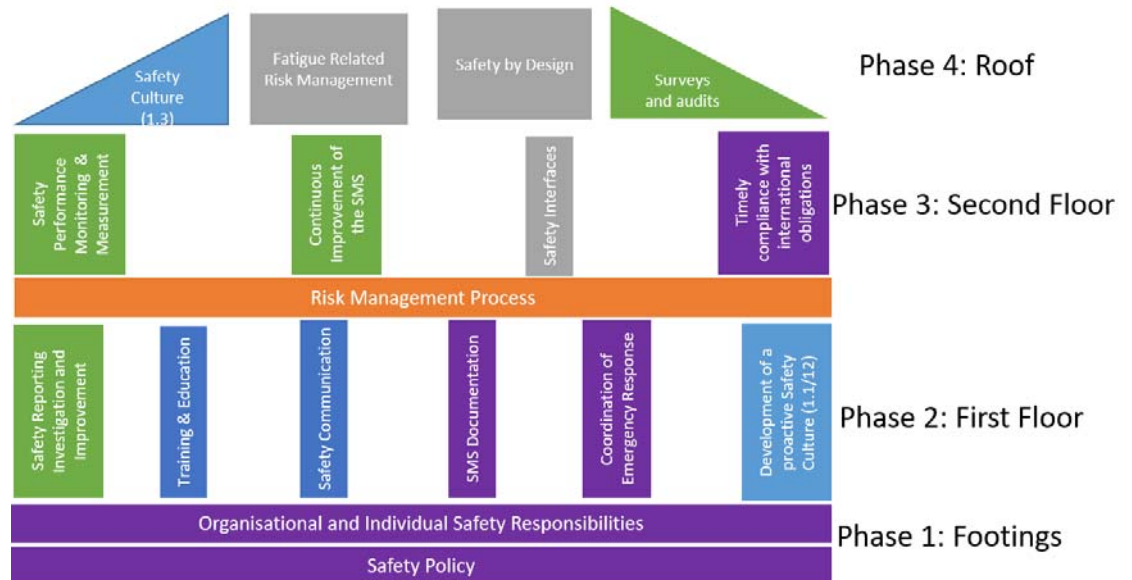 Safety
Culture
(1.3)
Fatigue Related
Risk Management
Safety by Design
Surveys
and audits
Phase 4: Roof
Safety
Performance
Monitoring &
Measurement
Continuous
Improvement of
the SMS
Safety Interfaces
Timely
compliance with
international
obligations
Phase 3: Second Floor
Risk Management Process
Safety Reporting
Investigation and
Improvement
Training & Education
Safety Communication
SMS Documentation
Coordination of
Emergency Response
Development of a
proactive Safety
Culture (1.1/12)
Phase 2: First Floor
Organisational and Individual Safety Responsibilities
Phase 1: Footings
Safety Policy